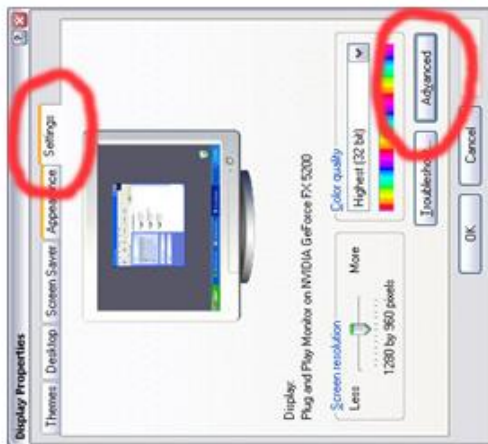 Display Properties
Themes Desktop Screen Saver Appearance Settings
Display:
Plug and Play Monitor on NVIDIA GeForce FX 5200
Screen resolution
Less More
1280 by 960 pixels
Color quality
Highest (32 bit)
Advanced
OK Cancel